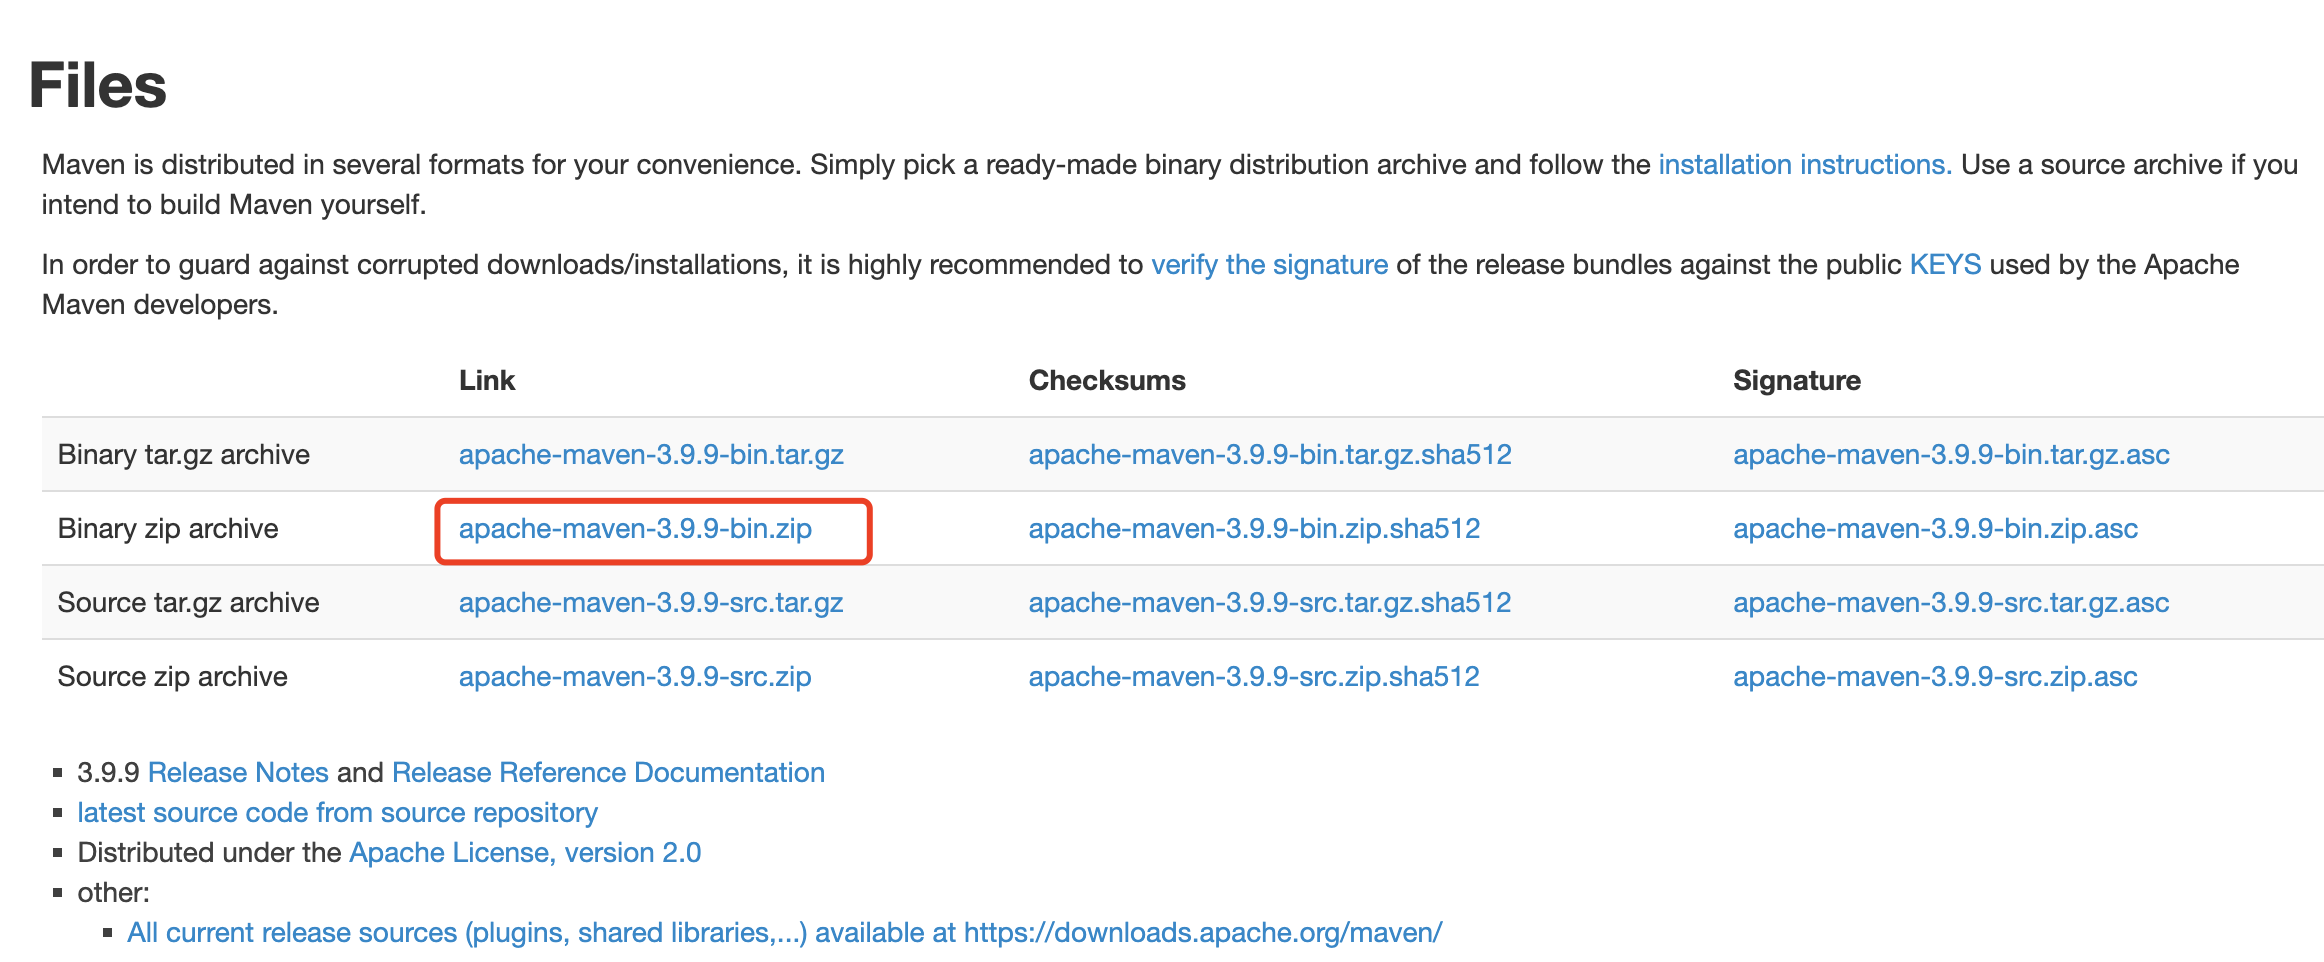 Files
Maven is distributed in several formats for your convenience. Simply pick a ready-made binary distribution archive and follow the installation instructions. Use a source archive if you
intend to build Maven yourself.
In order to guard against corrupted downloads/installations, it is highly recommended to verify the signature of the release bundles against the public KEYS used by the Apache
Maven developers.
Link Checksums Signature
Binary tar.gz archive apache-maven-3.9.9-bin.tar.gz apache-maven-3.9.9-bin.tar.gz.sha512 apache-maven-3.9.9-bin.tar.gz.asc
Binary zip archive apache-maven-3.9.9-bin.zip apache-maven-3.9.9-bin.zip.sha512 apache-maven-3.9.9-bin.zip.asc
Source tar.gz archive apache-maven-3.9.9-src.tar.gz apache-maven-3.9.9-src.tar.gz.sha512 apache-maven-3.9.9-src.tar.gz.asc
Source zip archive apache-maven-3.9.9-src.zip apache-maven-3.9.9-src.zip.sha512 apache-maven-3.9.9-src.zip.asc
▪ 3.9.9 Release Notes and Release Reference Documentation
▪ latest source code from source repository
▪ Distributed under the Apache License, version 2.0
▪ other:
▪ All current release sources (plugins, shared libraries,...) available at https://downloads.apache.org/maven/